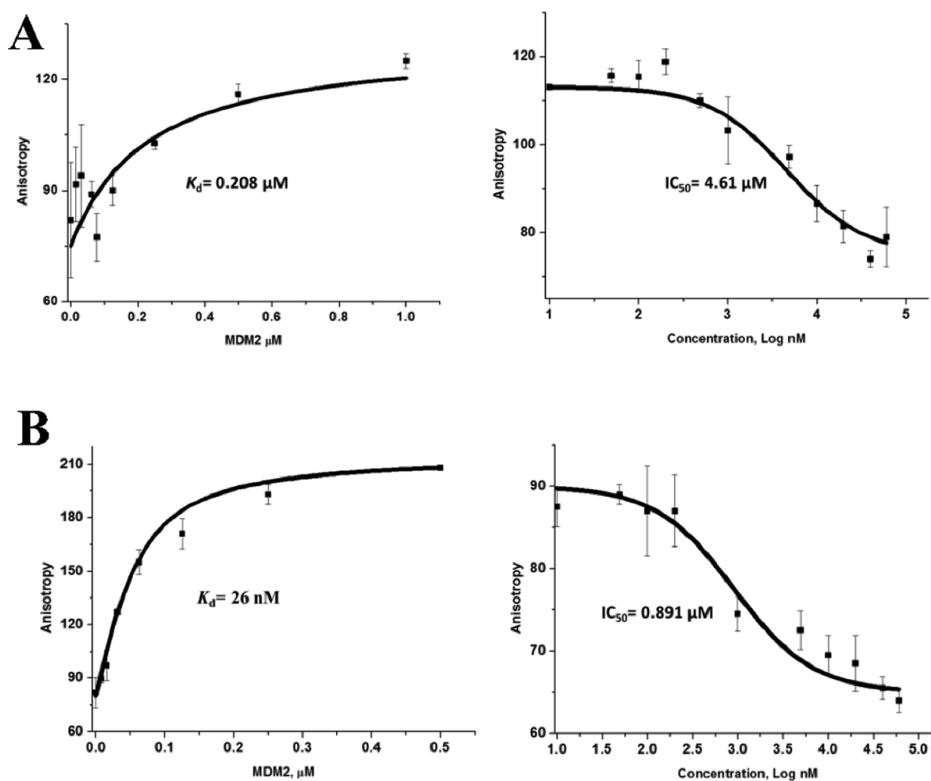 A
Anisotropy
120
90
60
K_d= 0.208 µM
0.0 0.2 0.4 0.6 0.8 1.0
MDM2 µM
Anisotropy
120
100
80
IC_50= 4.61 µM
1 2 3 4 5
Concentration, Log nM
B
Anisotropy
210
180
150
120
90
60
K_d= 26 nM
0.0 0.1 0.2 0.3 0.4 0.5
MDM2, µM
Anisotropy
90
80
70
60
IC_50= 0.891 µM
1.0 1.5 2.0 2.5 3.0 3.5 4.0 4.5 5.0
Concentration, Log nM